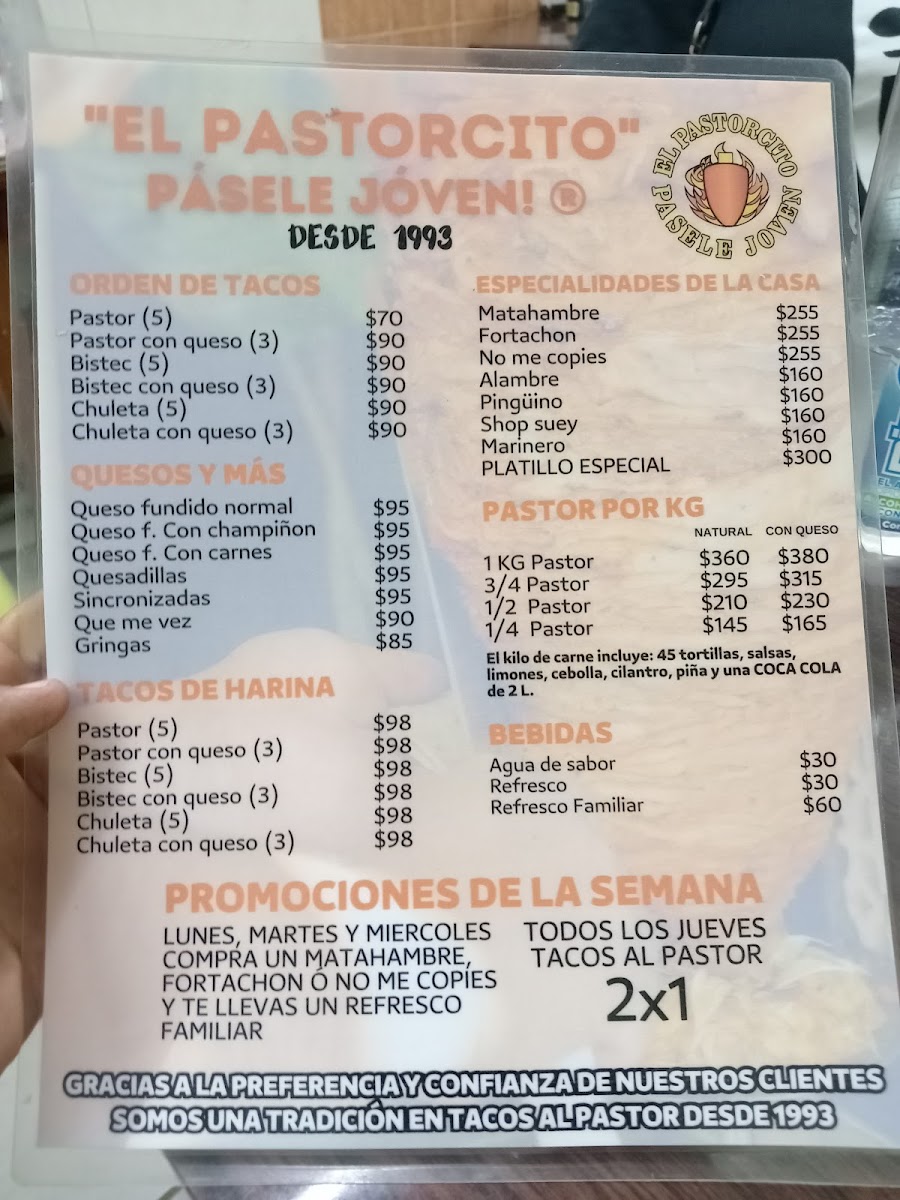 "EL PASTORCITO"
PÁSELE JÓVEN! ®
DESDE 1993
EL PASTORCITO
PASELE JOVEN
ORDEN DE TACOS
Pastor (5) $70
Pastor con queso (3) $90
Bistec (5) $90
Bistec con queso (3) $90
Chuleta (5) $90
Chuleta con queso (3) $90
QUESOS Y MÁS
Queso fundido normal $95
Queso f. Con champiñon $95
Queso f. Con carnes $95
Quesadillas $95
Sincronizadas $95
Que me vez $90
Gringas $85
TACOS DE HARINA
Pastor (5) $98
Pastor con queso (3) $98
Bistec (5) $98
Bistec con queso (3) $98
Chuleta (5) $98
Chuleta con queso (3) $98
ESPECIALIDADES DE LA CASA
Matahambre $255
Fortachon $255
No me copies $255
Alambre $160
Pingüino $160
Shop suey $160
Marinero $160
PLATILLO ESPECIAL $300
PASTOR POR KG
NATURAL CON QUESO
1 KG Pastor $360 $380
3/4 Pastor $295 $315
1/2 Pastor $210 $230
1/4 Pastor $145 $165
El kilo de carne incluye: 45 tortillas, salsas,
limones, cebolla, cilantro, piña y una COCA COLA
de 2 L.
BEBIDAS
Agua de sabor $30
Refresco $30
Refresco Familiar $60
PROMOCIONES DE LA SEMANA
LUNES, MARTES Y MIERCOLES
COMPRA UN MATAHAMBRE,
FORTACHON Ó NO ME COPIES
Y TE LLEVAS UN REFRESCO
FAMILIAR
TODOS LOS JUEVES
TACOS AL PASTOR
2x1
GRACIAS A LA PREFERENCIA Y CONFIANZA DE NUESTROS CLIENTES
SOMOS UNA TRADICIÓN EN TACOS AL PASTOR DESDE 1993